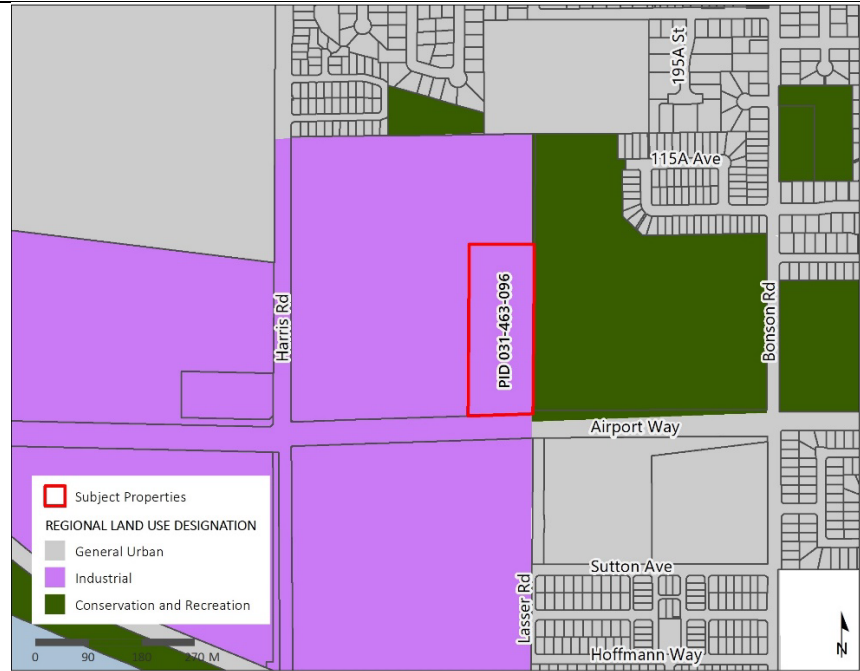 195A St
115A Ave
Harris Rd
PID 031-463-096
Bonson Rd
Airport Way
Subject Properties
REGIONAL LAND USE DESIGNATION
General Urban
Industrial
Conservation and Recreation
0 90 180 270 M
Sutton Ave
Lasser Rd
Hoffmann Way
N